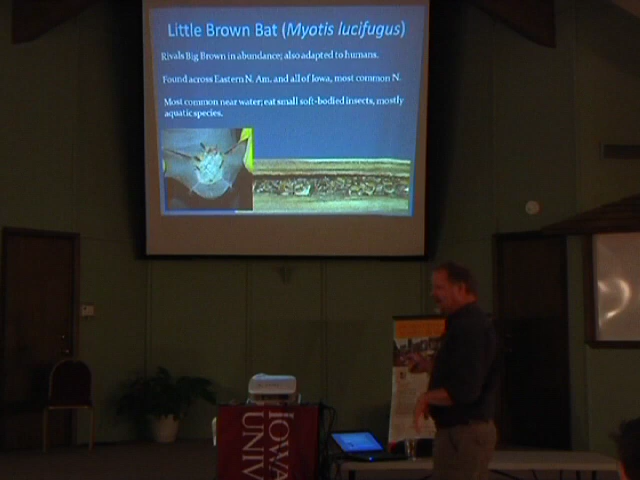 Little Brown Bat (Myotis lucifugus)
Rivals Big Brown in abundance; also adapted to humans.
Found across Eastern N. Am. and all of Iowa, most common N.
Most common near water; eat small soft-bodied insects, mostly
aquatic species.
IOWA
UNIV